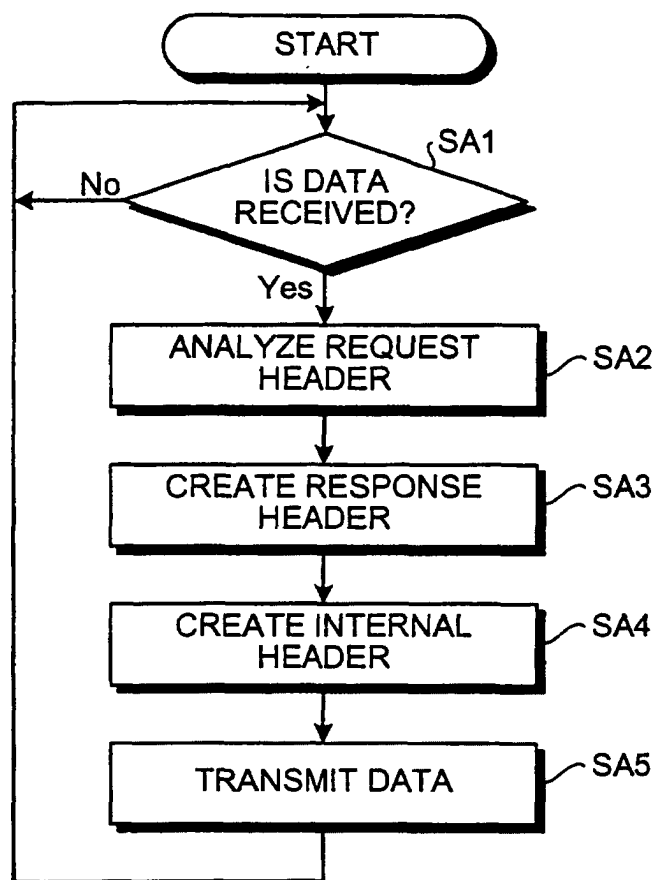 START
SA1
No
IS DATA
RECEIVED?
Yes
ANALYZE REQUEST
HEADER
SA2
CREATE RESPONSE
HEADER
SA3
CREATE INTERNAL
HEADER
SA4
TRANSMIT DATA
SA5